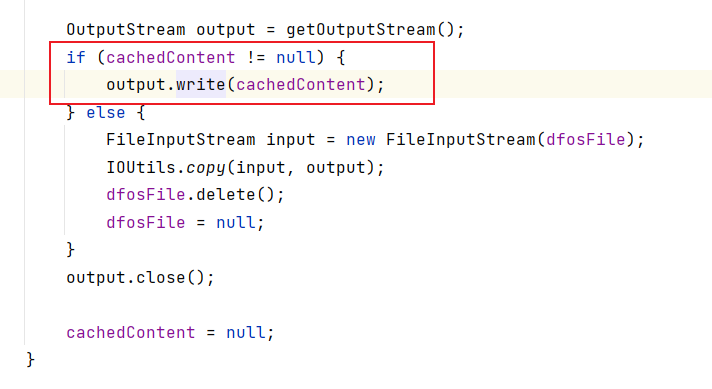 OutputStream output = getOutputStream();
if (cachedContent != null) {
output.write(cachedContent);
} else {
FileInputStream input = new FileInputStream(dfosFile);
IOUtils.copy(input, output);
dfosFile.delete();
dfosFile = null;
}
output.close();
cachedContent = null;
}